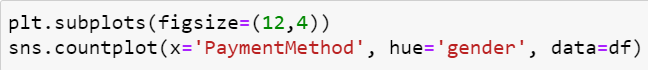 plt.subplots(figsize=(12,4))
sns.countplot(x='PaymentMethod', hue='gender', data=df)